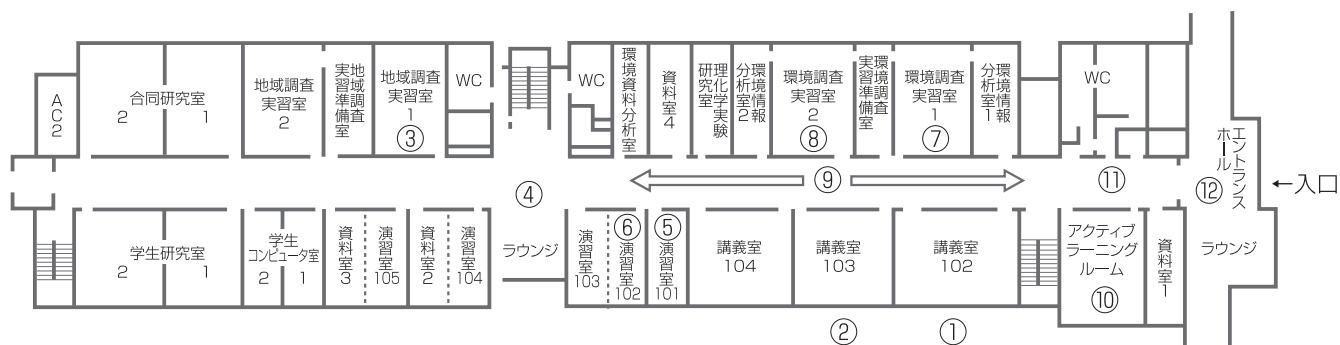 AC2
合同研究室
2 1
地域調査
実習室
2
地域調査
実習準備室
地域調査
実習室
1
③
WC
WC
環境資料分析室
資料室4
理化学実験
研究室
環境情報
分析室2
環境調査
実習室
2
⑧
環境調査
実習準備室
環境調査
実習室
1
⑦
環境情報
分析室1
WC
エントランス
ホール
④
⑨
⑪
⑫
←入口
学生研究室
2 1
学生
コンピュータ室
2 1
資料室3
演習室105
資料室2
演習室104
ラウンジ
演習室103
⑥
演習室102
⑤
演習室101
講義室
104
講義室
103
講義室
102
アクティブ
ラーニング
ルーム
⑩
資料室1
ラウンジ
②
①